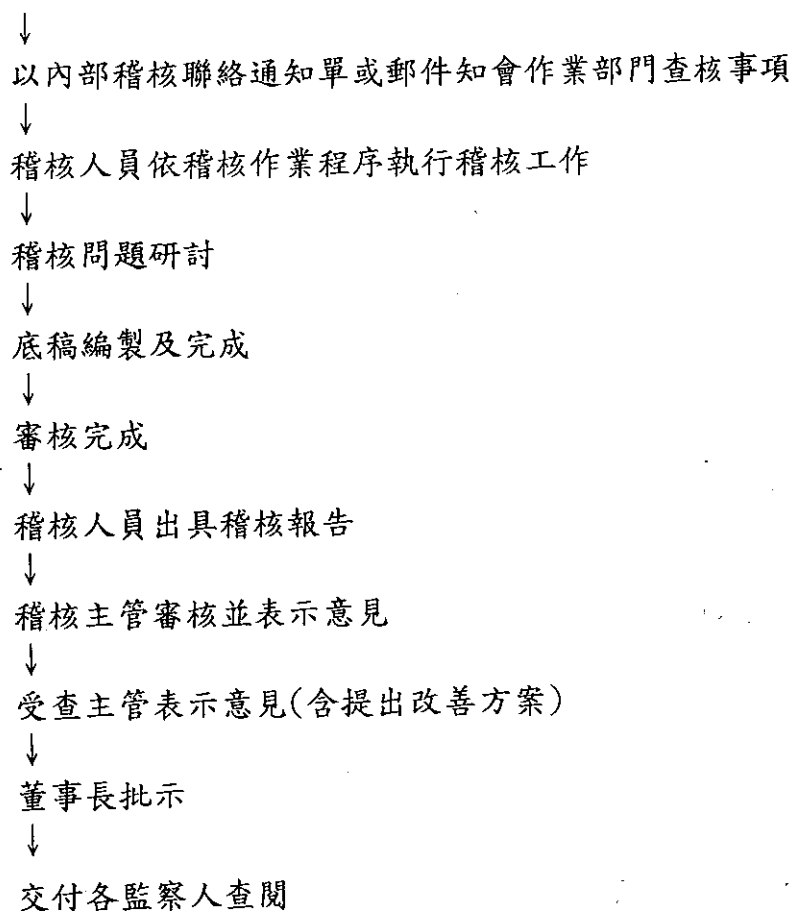 ↓
以內部稽核聯絡通知單或郵件知會作業部門查核事項
↓
稽核人員依稽核作業程序執行稽核工作
↓
稽核問題研討
↓
底稿編製及完成
↓
審核完成
↓
稽核人員出具稽核報告
↓
稽核主管審核並表示意見
↓
受查主管表示意見(含提出改善方案)
↓
董事長批示
↓
交付各監察人查閱